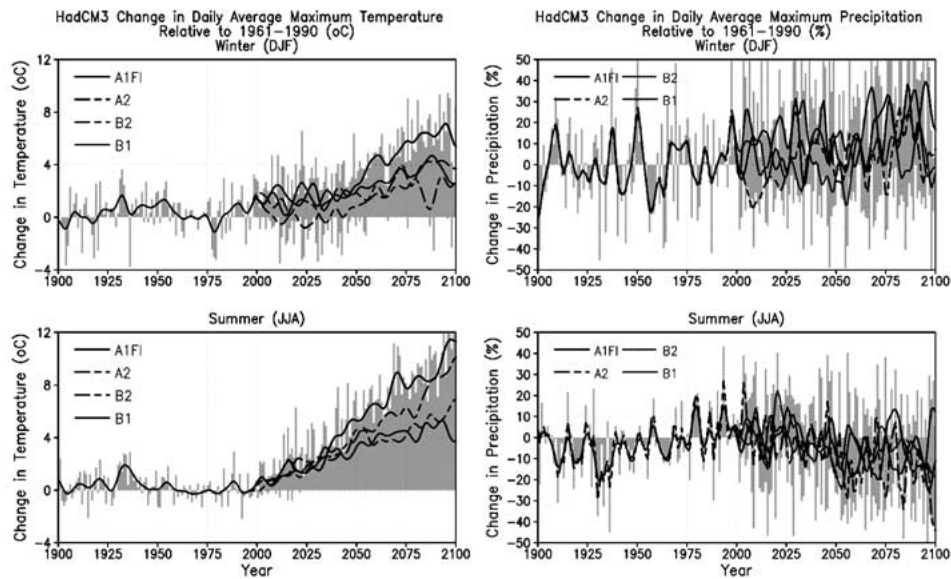 HadCM3 Change in Daily Average Maximum Temperature
Relative to 1961-1990 (oC)
Winter (DJF)
Change in Temperature (oC)
12
8
4
0
-4
A1FI
A2
B2
B1
1900 1925 1950 1975 2000 2025 2050 2075 2100
HadCM3 Change in Daily Average Maximum Precipitation
Relative to 1961-1990 (%)
Winter (DJF)
Change in Precipitation (%)
50
40
30
20
10
0
-10
-20
-30
-40
-50
A1FI B2
A2 B1
1900 1925 1950 1975 2000 2025 2050 2075 2100
Summer (JJA)
Change in Temperature (oC)
12
8
4
0
-4
A1FI
A2
B2
B1
1900 1925 1950 1975 2000 2025 2050 2075 2100
Year
Summer (JJA)
Change in Precipitation (%)
50
40
30
20
10
0
-10
-20
-30
-40
-50
A1FI B2
A2 B1
1900 1925 1950 1975 2000 2025 2050 2075 2100
Year